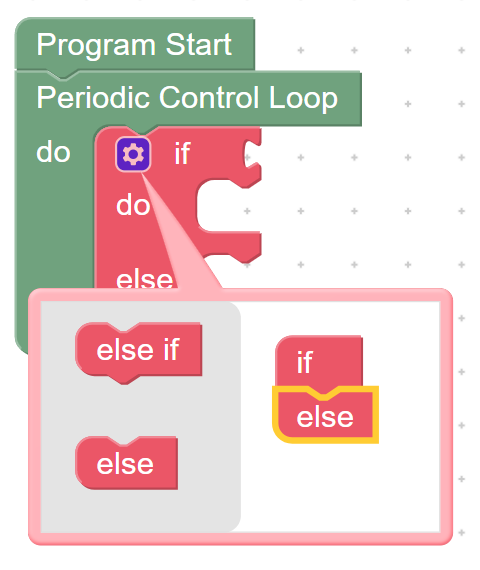 Program Start
Periodic Control Loop
do if
do
else
else if
if
else
else